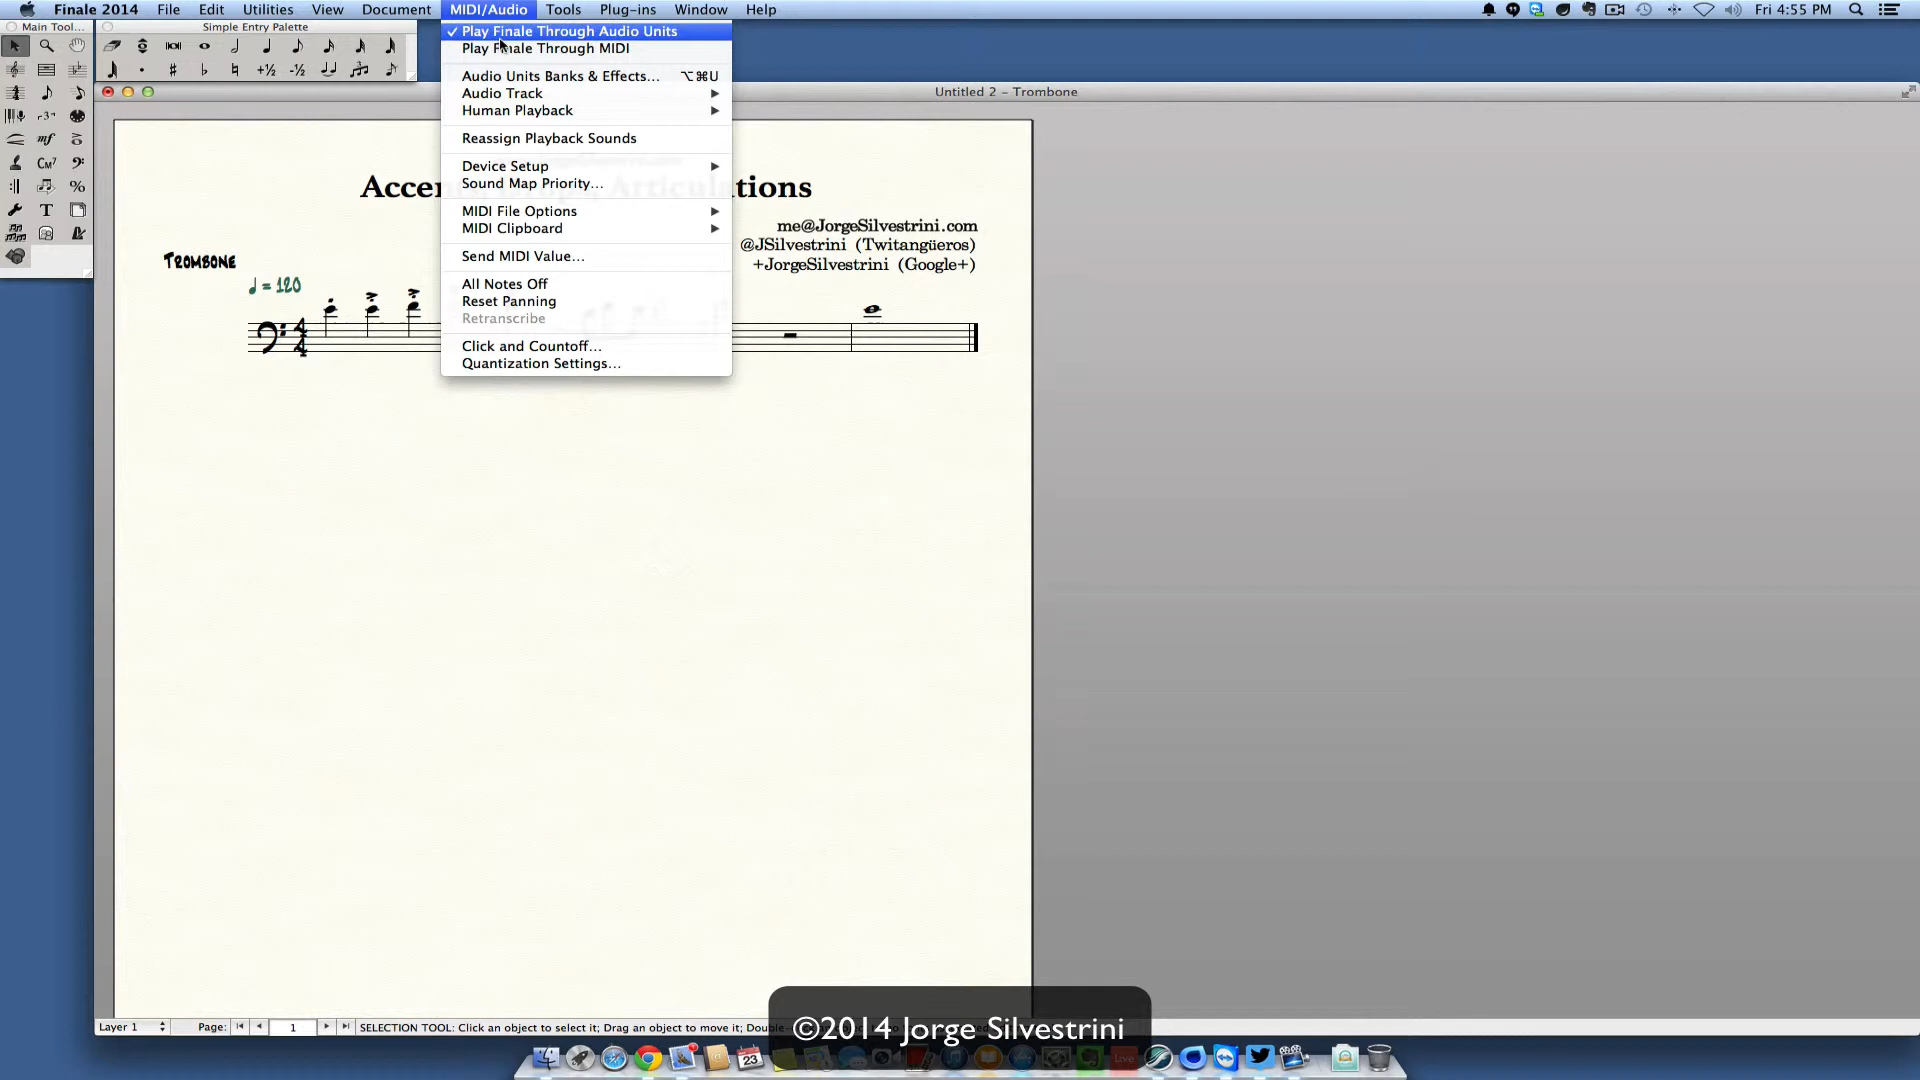 Finale 2014 File Edit Utilities View Document MIDI/Audio Tools Plug-ins Window Help Fri 4:55 PM
Main Tool... Simple Entry Palette
✓ Play Finale Through Audio Units
Play Finale Through MIDI
Audio Units Banks & Effects... ⌥⌘U
Audio Track
Human Playback
Reassign Playback Sounds
Device Setup
Sound Map Priority...
MIDI File Options
MIDI Clipboard
Send MIDI Value...
All Notes Off
Reset Panning
Retranscribe
Click and Countoff...
Quantization Settings...
Untitled 2 - Trombone
me@JorgeSilvestrini.com
@JSilvestrini (Twitangüeros)
+JorgeSilvestrini (Google+)
TROMBONE
= 120
Layer 1 Page: 1 SELECTION TOOL: Click an object to select it; Drag an object to move it;
©2014 Jorge Silvestrini